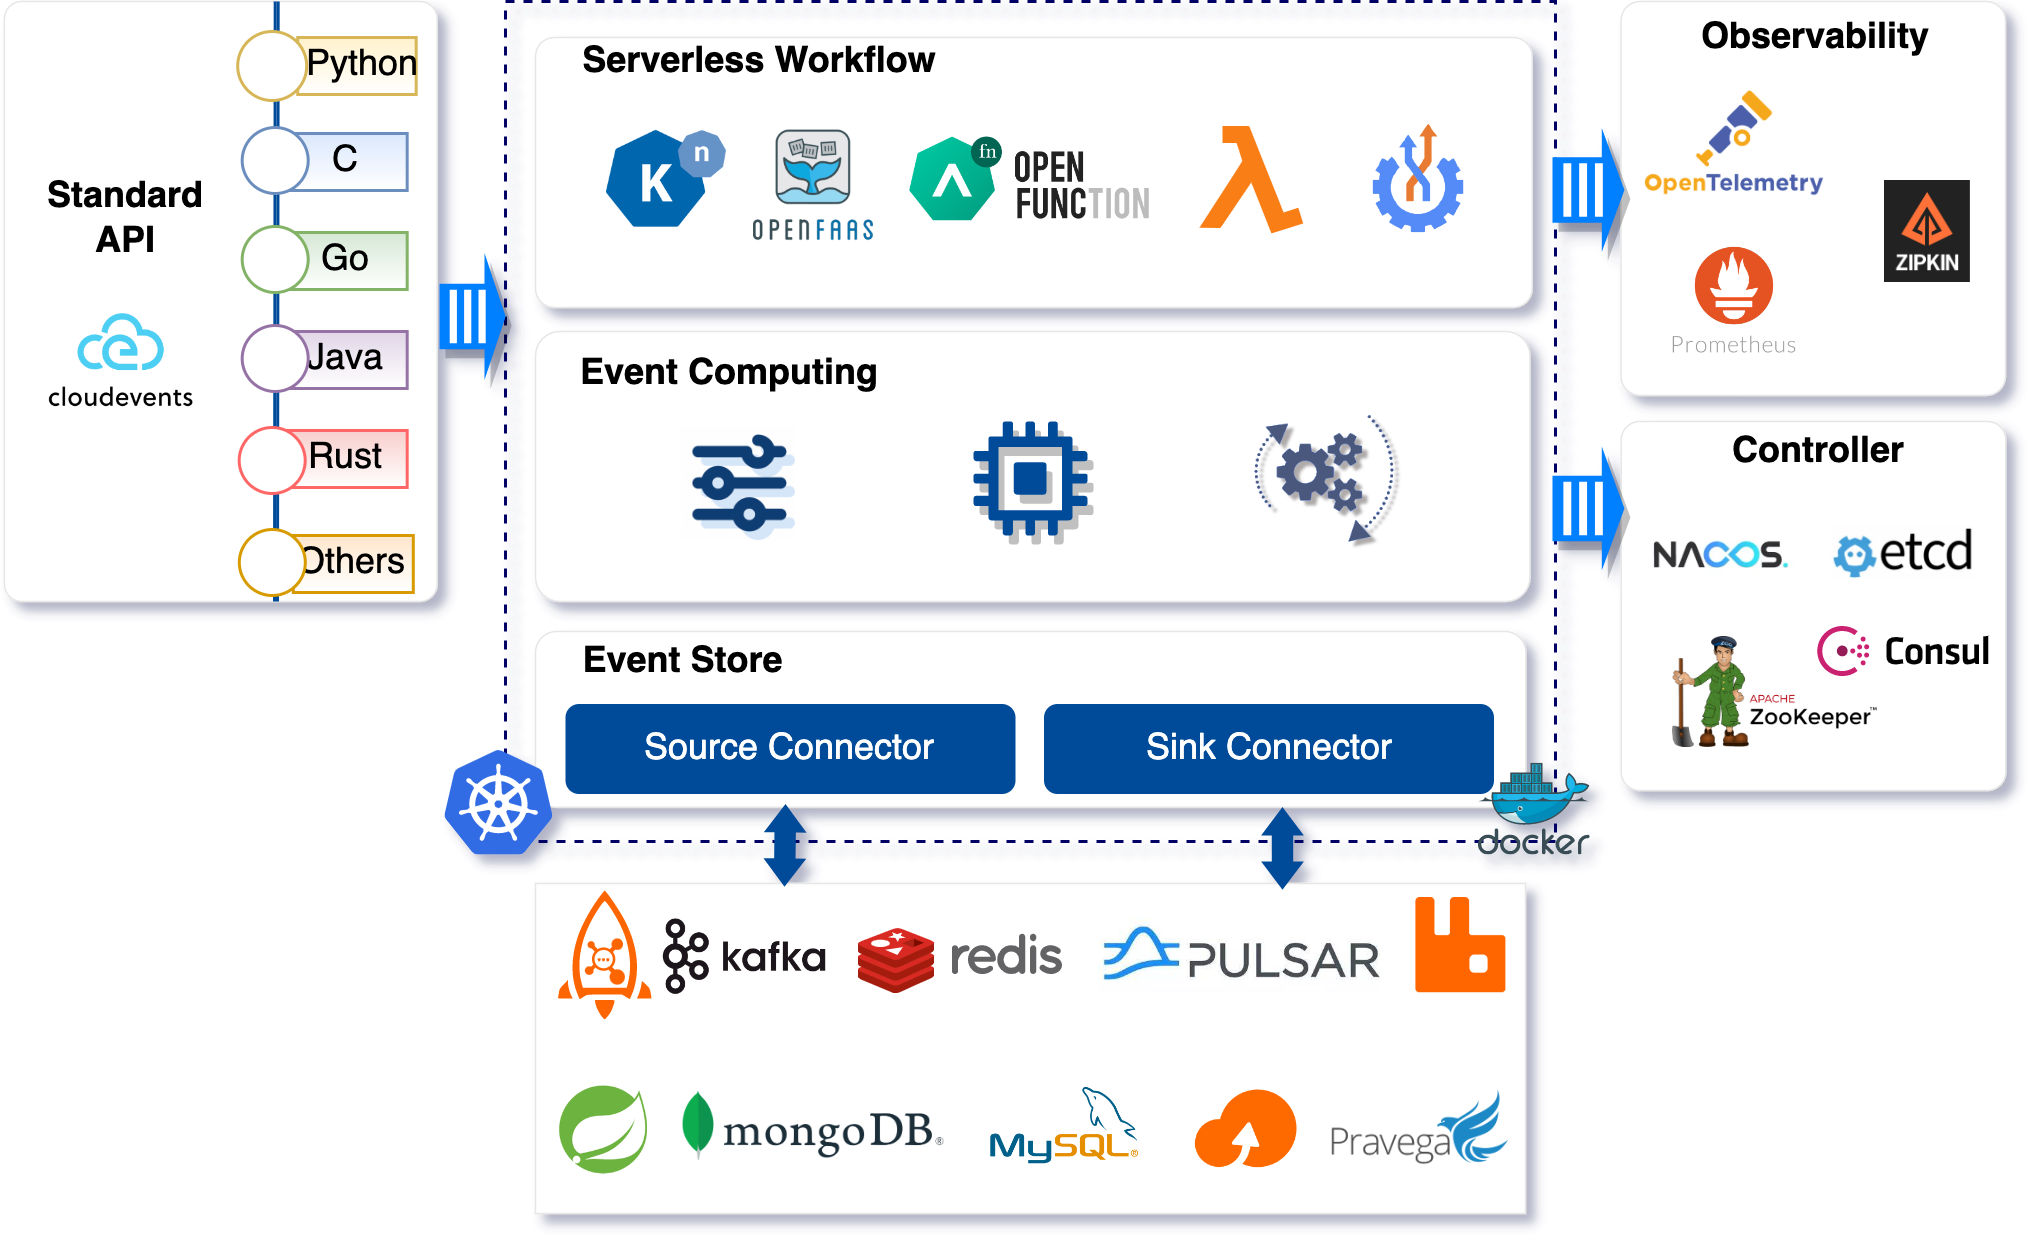 Standard
API
cloudevents
Python
C
Go
Java
Rust
Others
Serverless Workflow
K
n
OPENFAAS
fn
OPEN
FUNCTION
Event Computing
Event Store
Source Connector
Sink Connector
docker
kafka
redis
PULSAR
mongoDB®
MySQL®
Pravega
Observability
OpenTelemetry
ZIPKIN
Prometheus
Controller
NACOS.
etcd
Consul
APACHE
ZooKeeper™